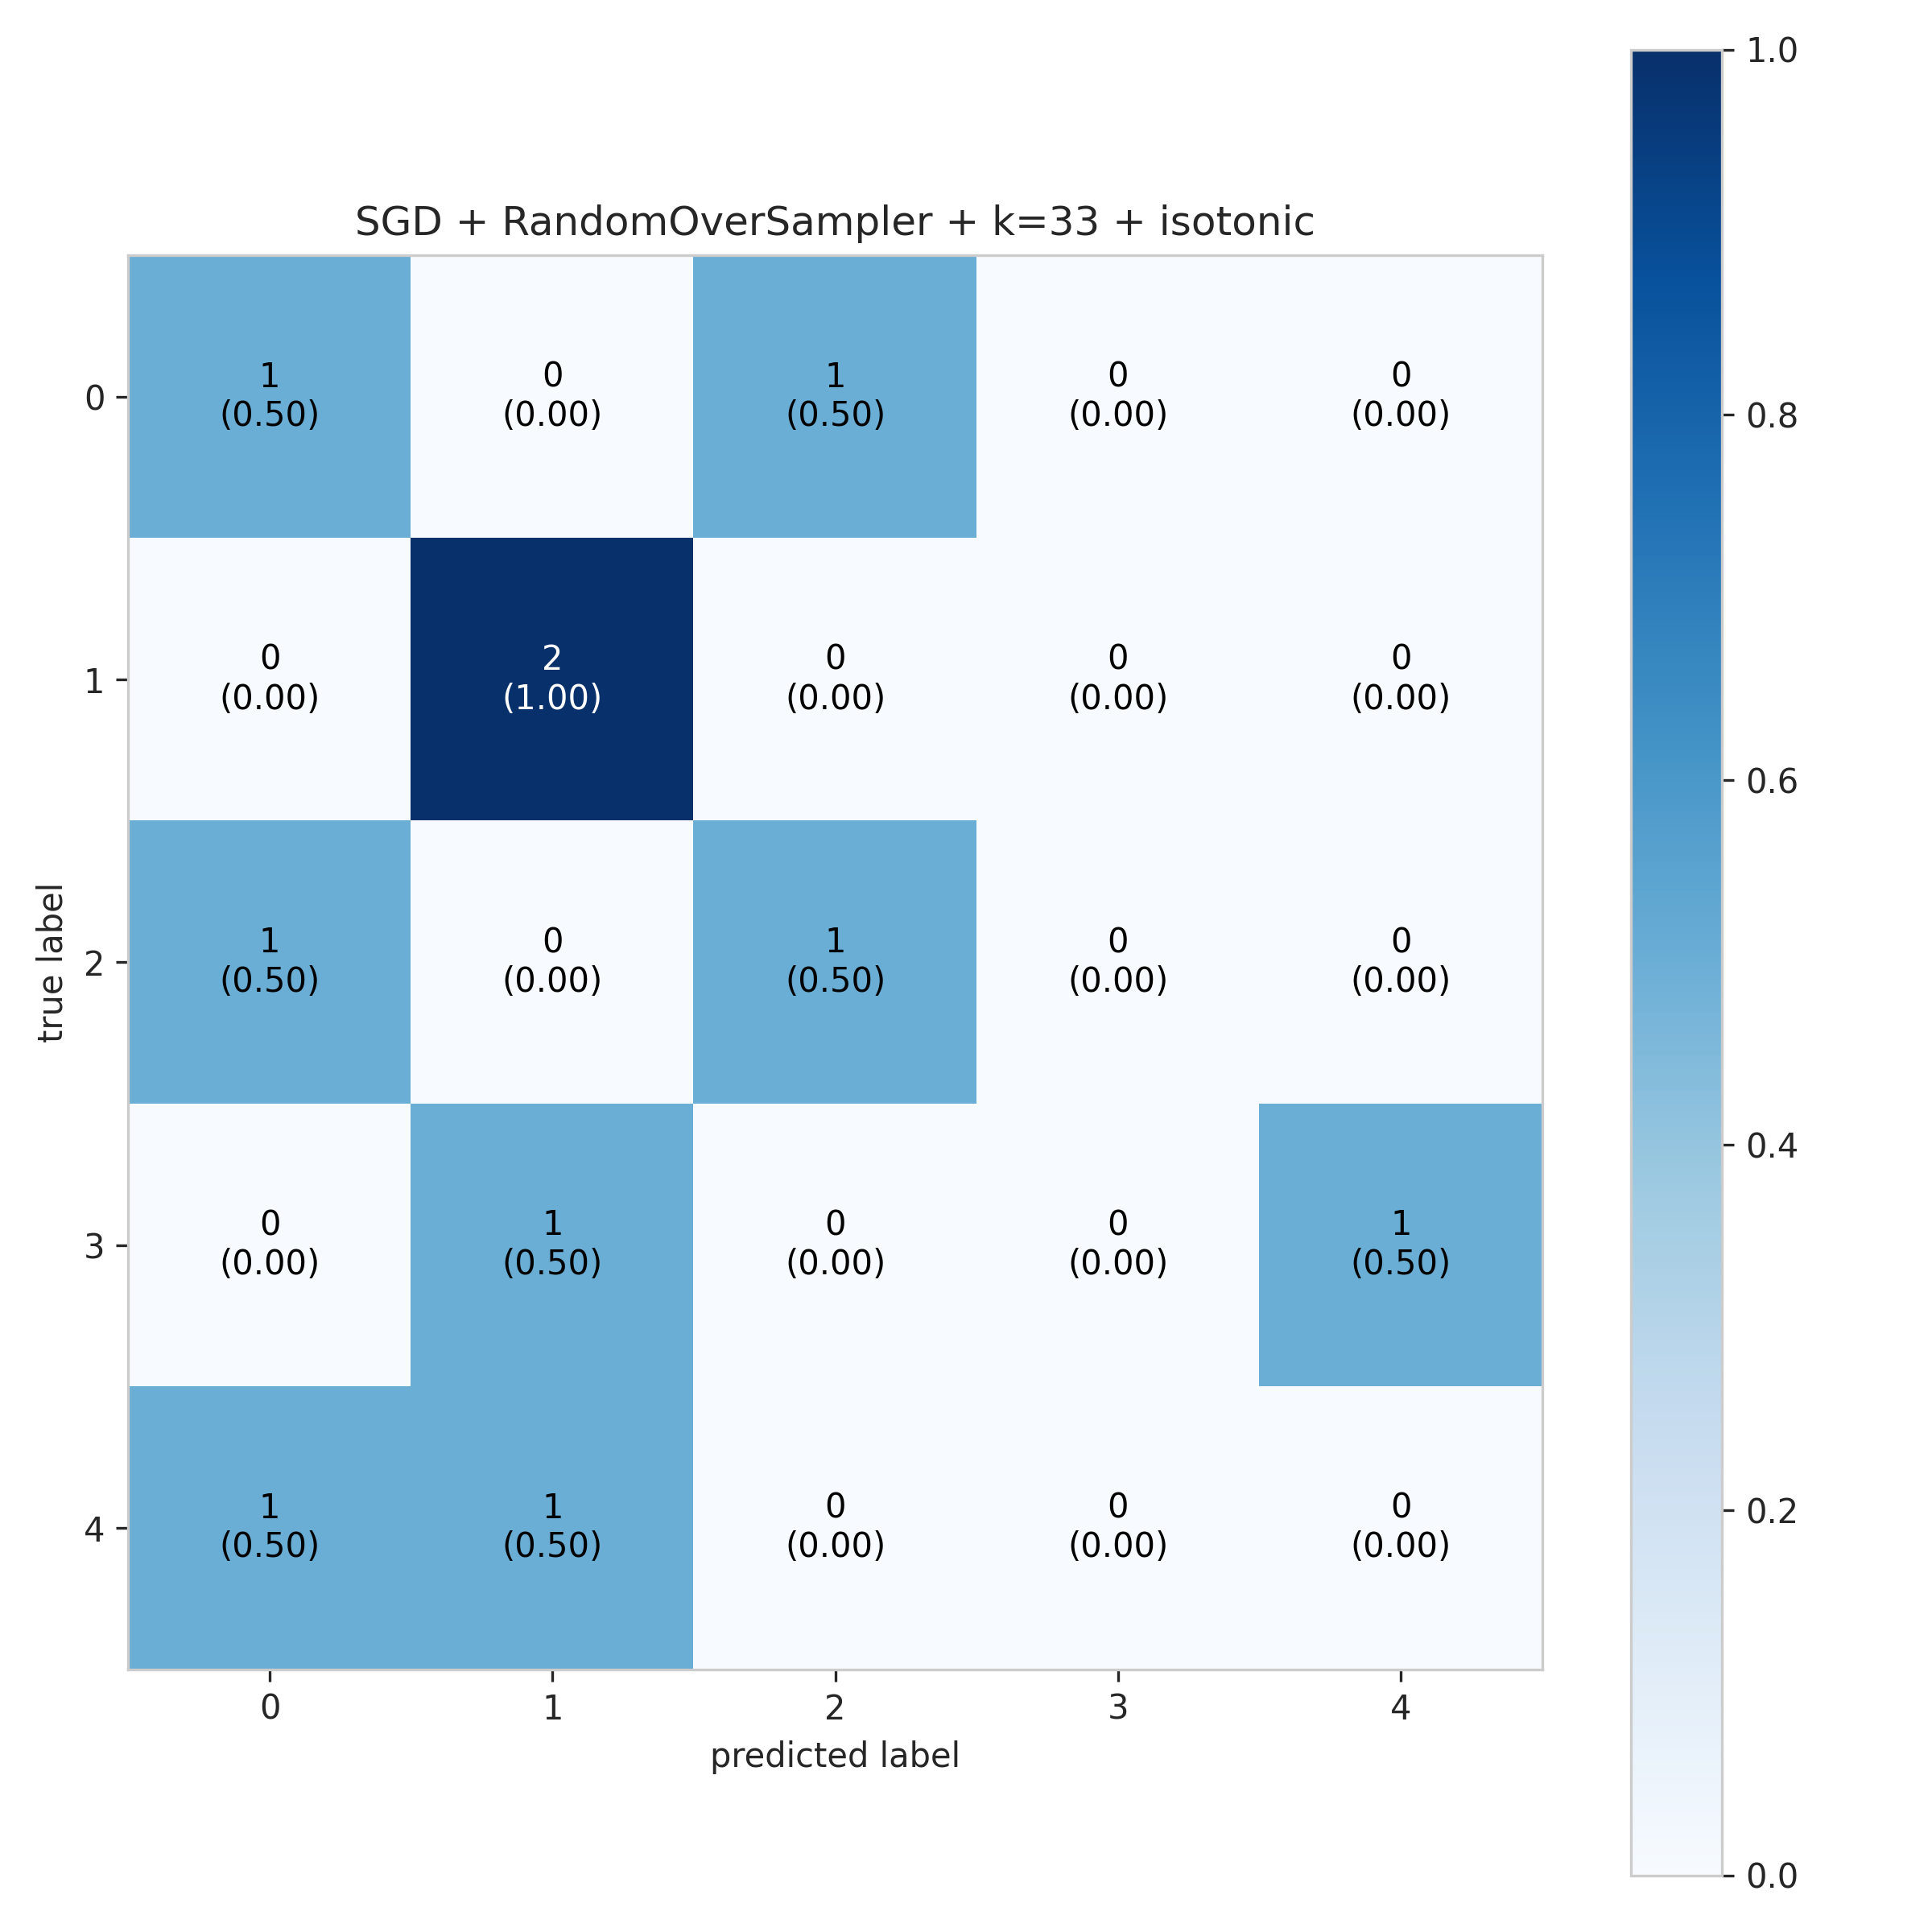 SGD + RandomOverSampler + k=33 + isotonic
1.0
0.8
0.6
0.4
0.2
0.0
true label
0
1 0 1 0 0
(0.50) (0.00) (0.50) (0.00) (0.00)
1
0 2 0 0 0
(0.00) (1.00) (0.00) (0.00) (0.00)
2
1 0 1 0 0
(0.50) (0.00) (0.50) (0.00) (0.00)
3
0 1 0 0 1
(0.00) (0.50) (0.00) (0.00) (0.50)
4
1 1 0 0 0
(0.50) (0.50) (0.00) (0.00) (0.00)
0 1 2 3 4
predicted label